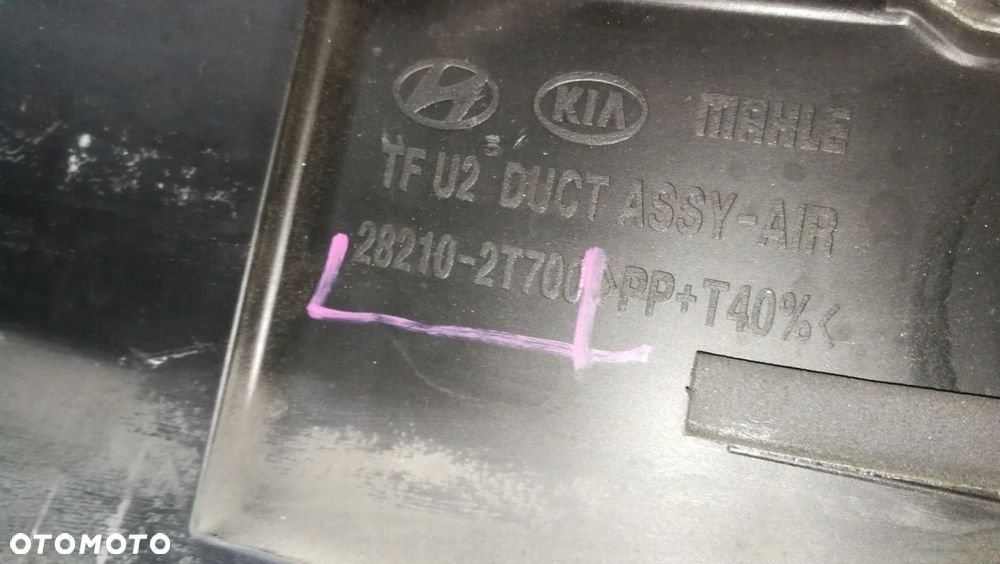 KIA MAHLE
TF U2 DUCT ASSY-AIR
28210-2T700 >PP+T40%<
OTOMOTO